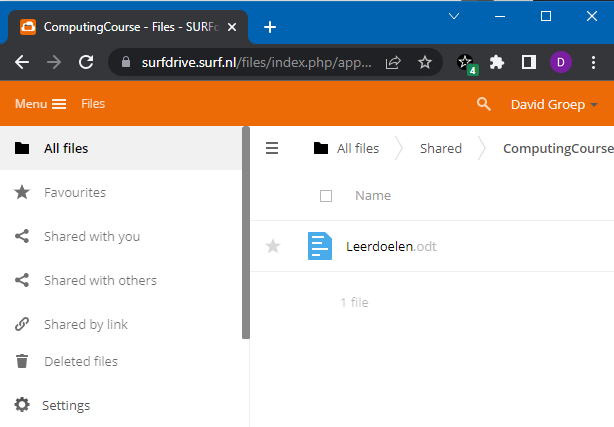 ComputingCourse - Files - SURFd
surfdrive.surf.nl/files/index.php/app...
4
D
Menu
Files
David Groep
All files
Favourites
Shared with you
Shared with others
Shared by link
Deleted files
Settings
All files
Shared
ComputingCourse
Name
Leerdoelen.odt
1 file